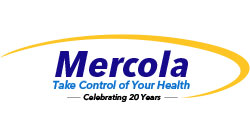 Mercola
Take Control of Your Health
Celebrating 20 Years